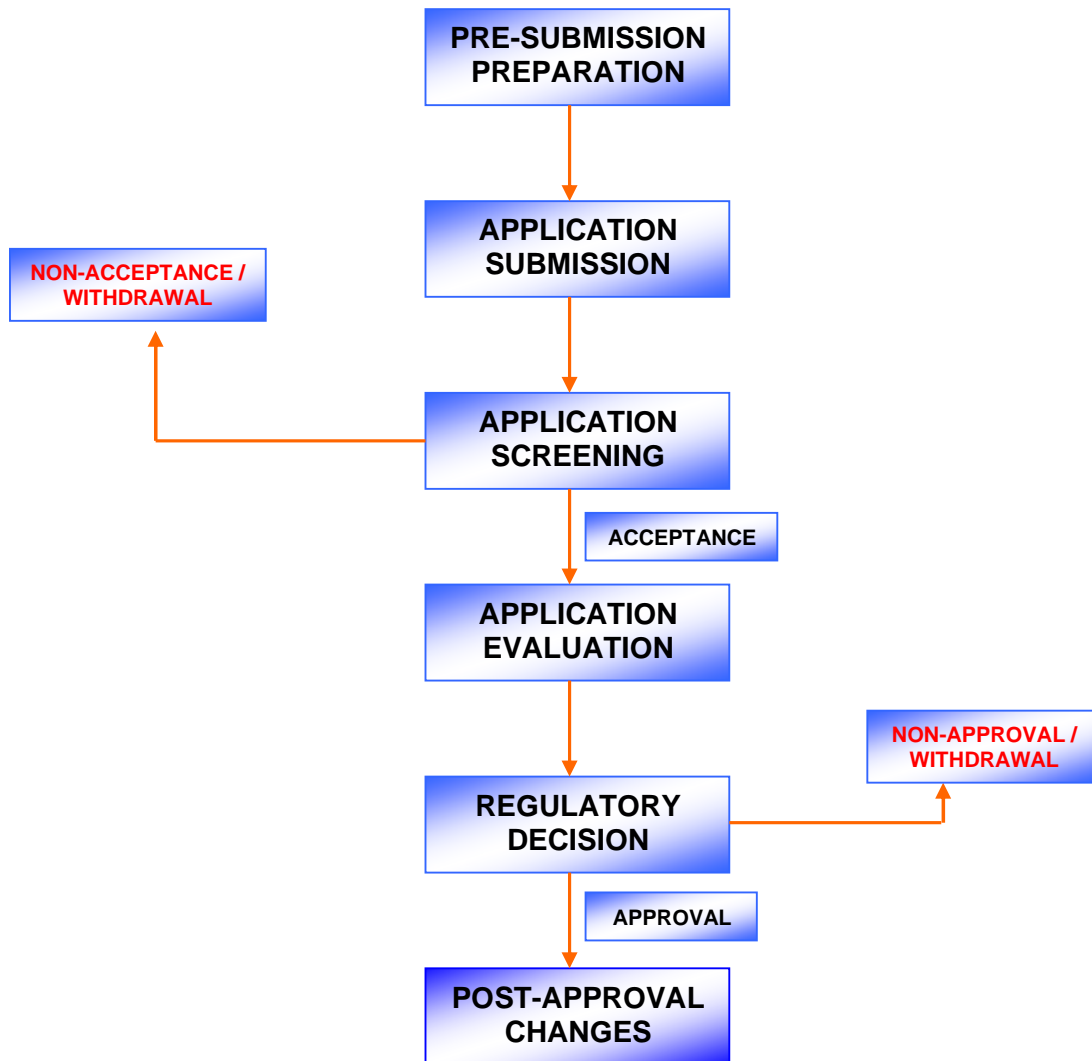 PRE-SUBMISSION
PREPARATION
APPLICATION
SUBMISSION
NON-ACCEPTANCE /
WITHDRAWAL
APPLICATION
SCREENING
ACCEPTANCE
APPLICATION
EVALUATION
NON-APPROVAL /
WITHDRAWAL
REGULATORY
DECISION
APPROVAL
POST-APPROVAL
CHANGES